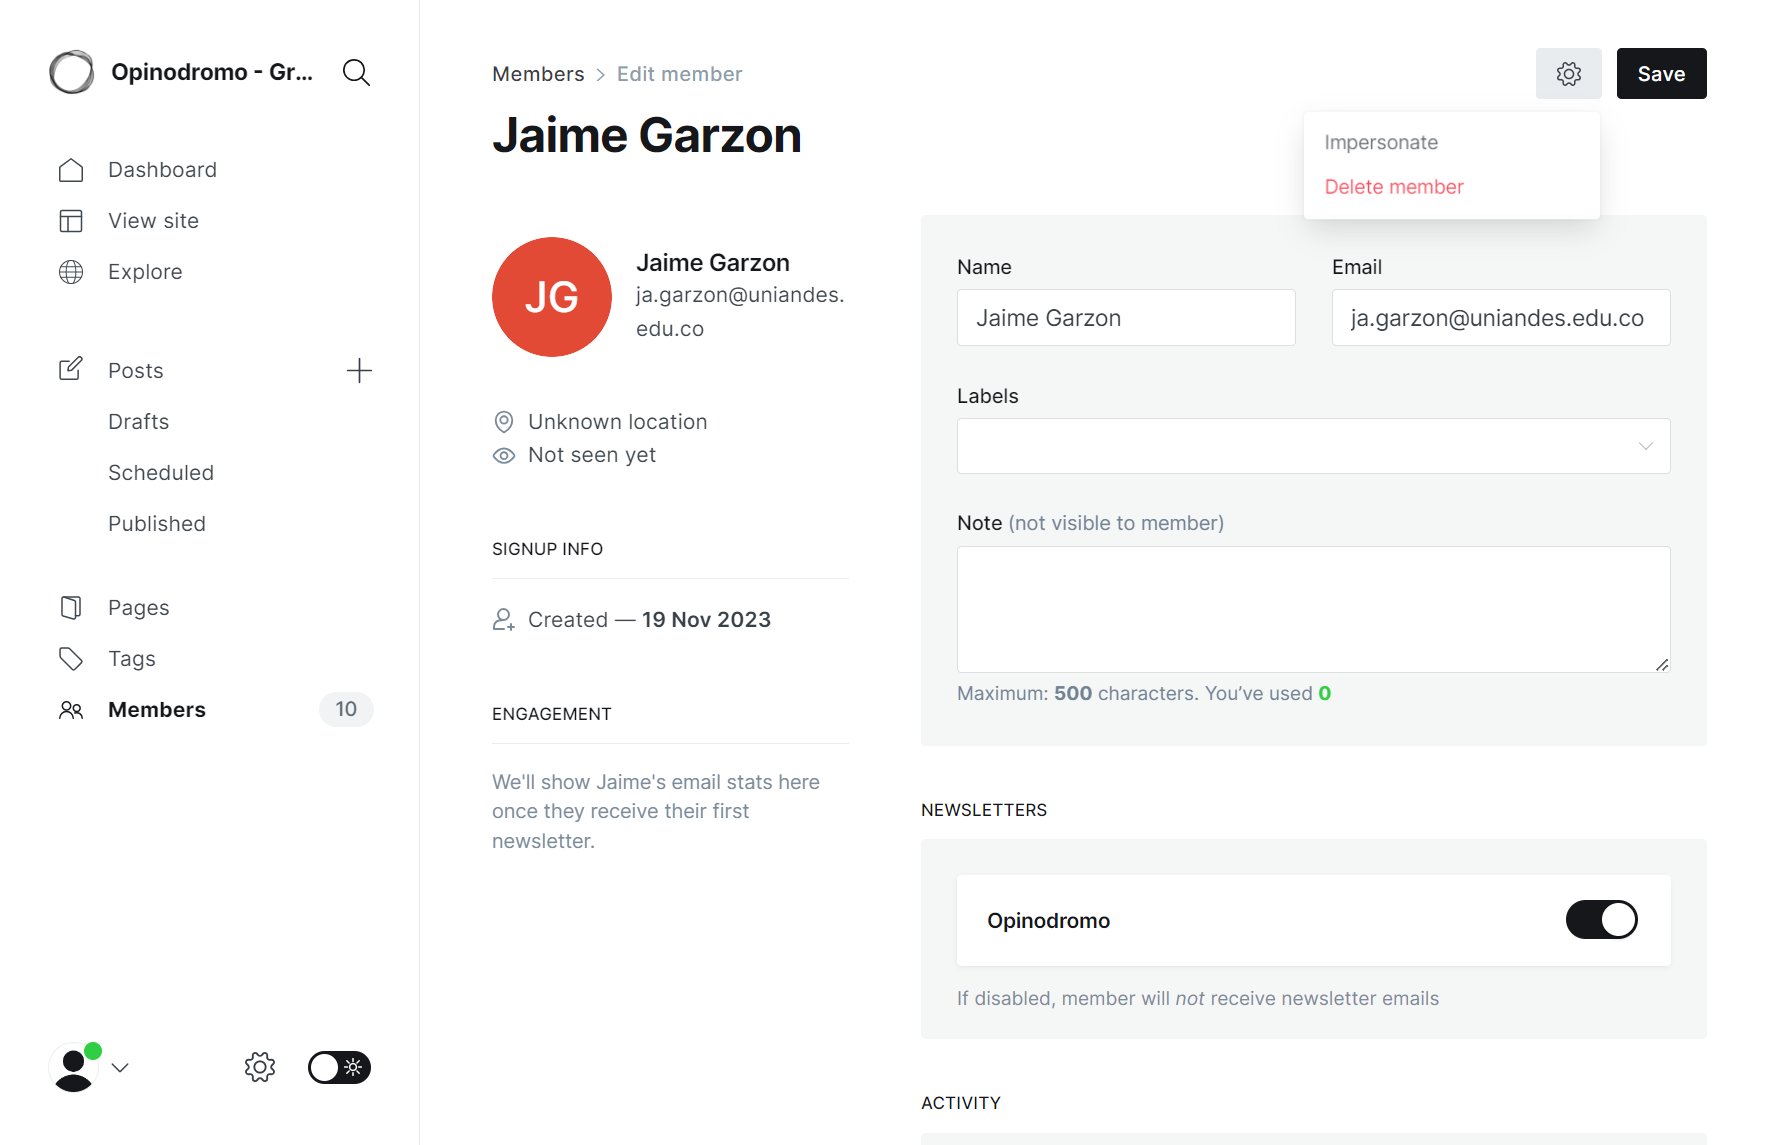 Opinodromo - Gr...
Dashboard
View site
Explore
Posts
Drafts
Scheduled
Published
Pages
Tags
Members 10
Members > Edit member
Save
Jaime Garzon
Impersonate
Delete member
JG
Jaime Garzon
ja.garzon@uniandes.
edu.co
Unknown location
Not seen yet
SIGNUP INFO
Created — 19 Nov 2023
ENGAGEMENT
We'll show Jaime's email stats here
once they receive their first
newsletter.
Name Email
Jaime Garzon ja.garzon@uniandes.edu.co
Labels
Note (not visible to member)
Maximum: 500 characters. You’ve used 0
NEWSLETTERS
Opinodromo
If disabled, member will not receive newsletter emails
ACTIVITY